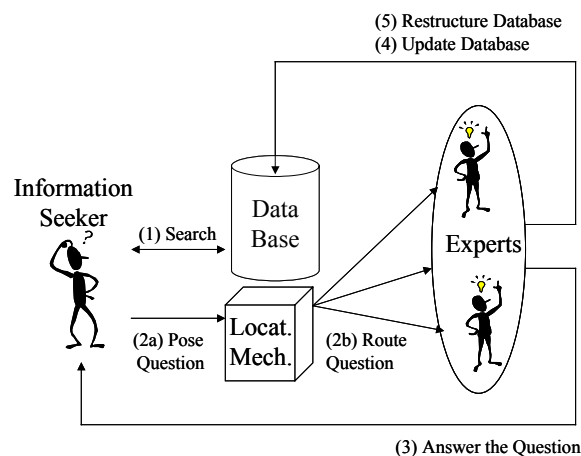 (5) Restructure Database
(4) Update Database
Information
Seeker
?
(1) Search
Data
Base
Experts
(2a) Pose
Question
Locat.
Mech.
(2b) Route
Question
(3) Answer the Question